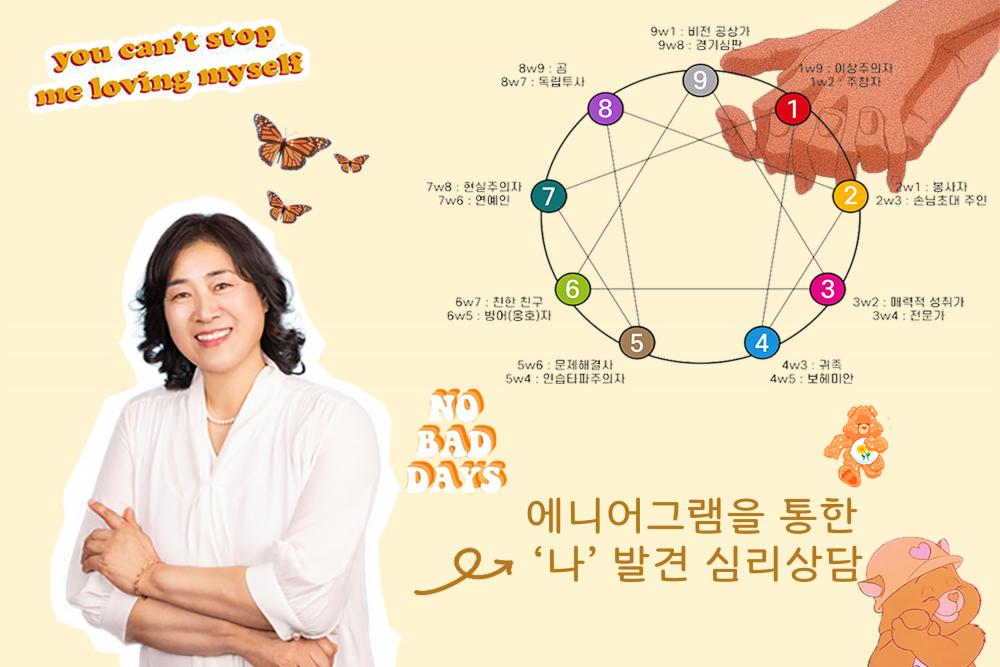 you can't stop
me loving myself
9w1 : 비전 공상가
9w8 : 경기심판
8w9 : 곰
8w7 : 독립투사
1w9 : 이상주의자
1w2 : 주창자
9
8
1
7w8 : 현실주의자
7w6 : 연예인
7
2
2w1 : 봉사자
2w3 : 손님초대 주인
6w7 : 친한 친구
6w5 : 방어(옹호)자
6
3
3w2 : 매력적 성취가
3w4 : 전문가
5
4
5w6 : 문제해결사
5w4 : 인습타파주의자
4w3 : 귀족
4w5 : 보헤미안
NO
BAD
DAYS
에니어그램을 통한
‘나’ 발견 심리상담